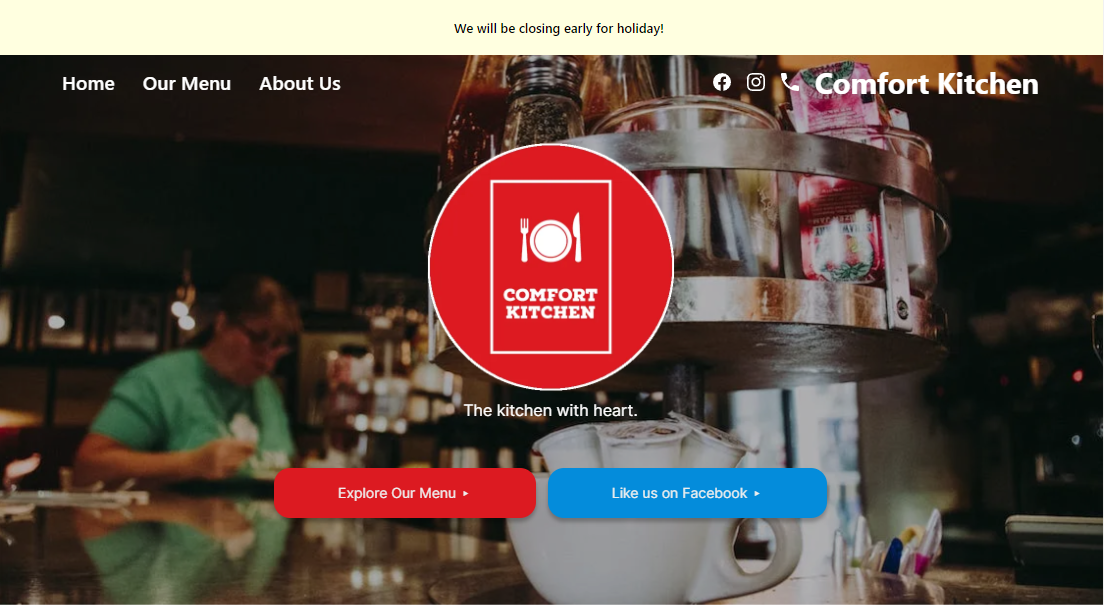 We will be closing early for holiday!
Home Our Menu About Us Comfort Kitchen
COMFORT
KITCHEN
The kitchen with heart.
Explore Our Menu ▸ Like us on Facebook ▸